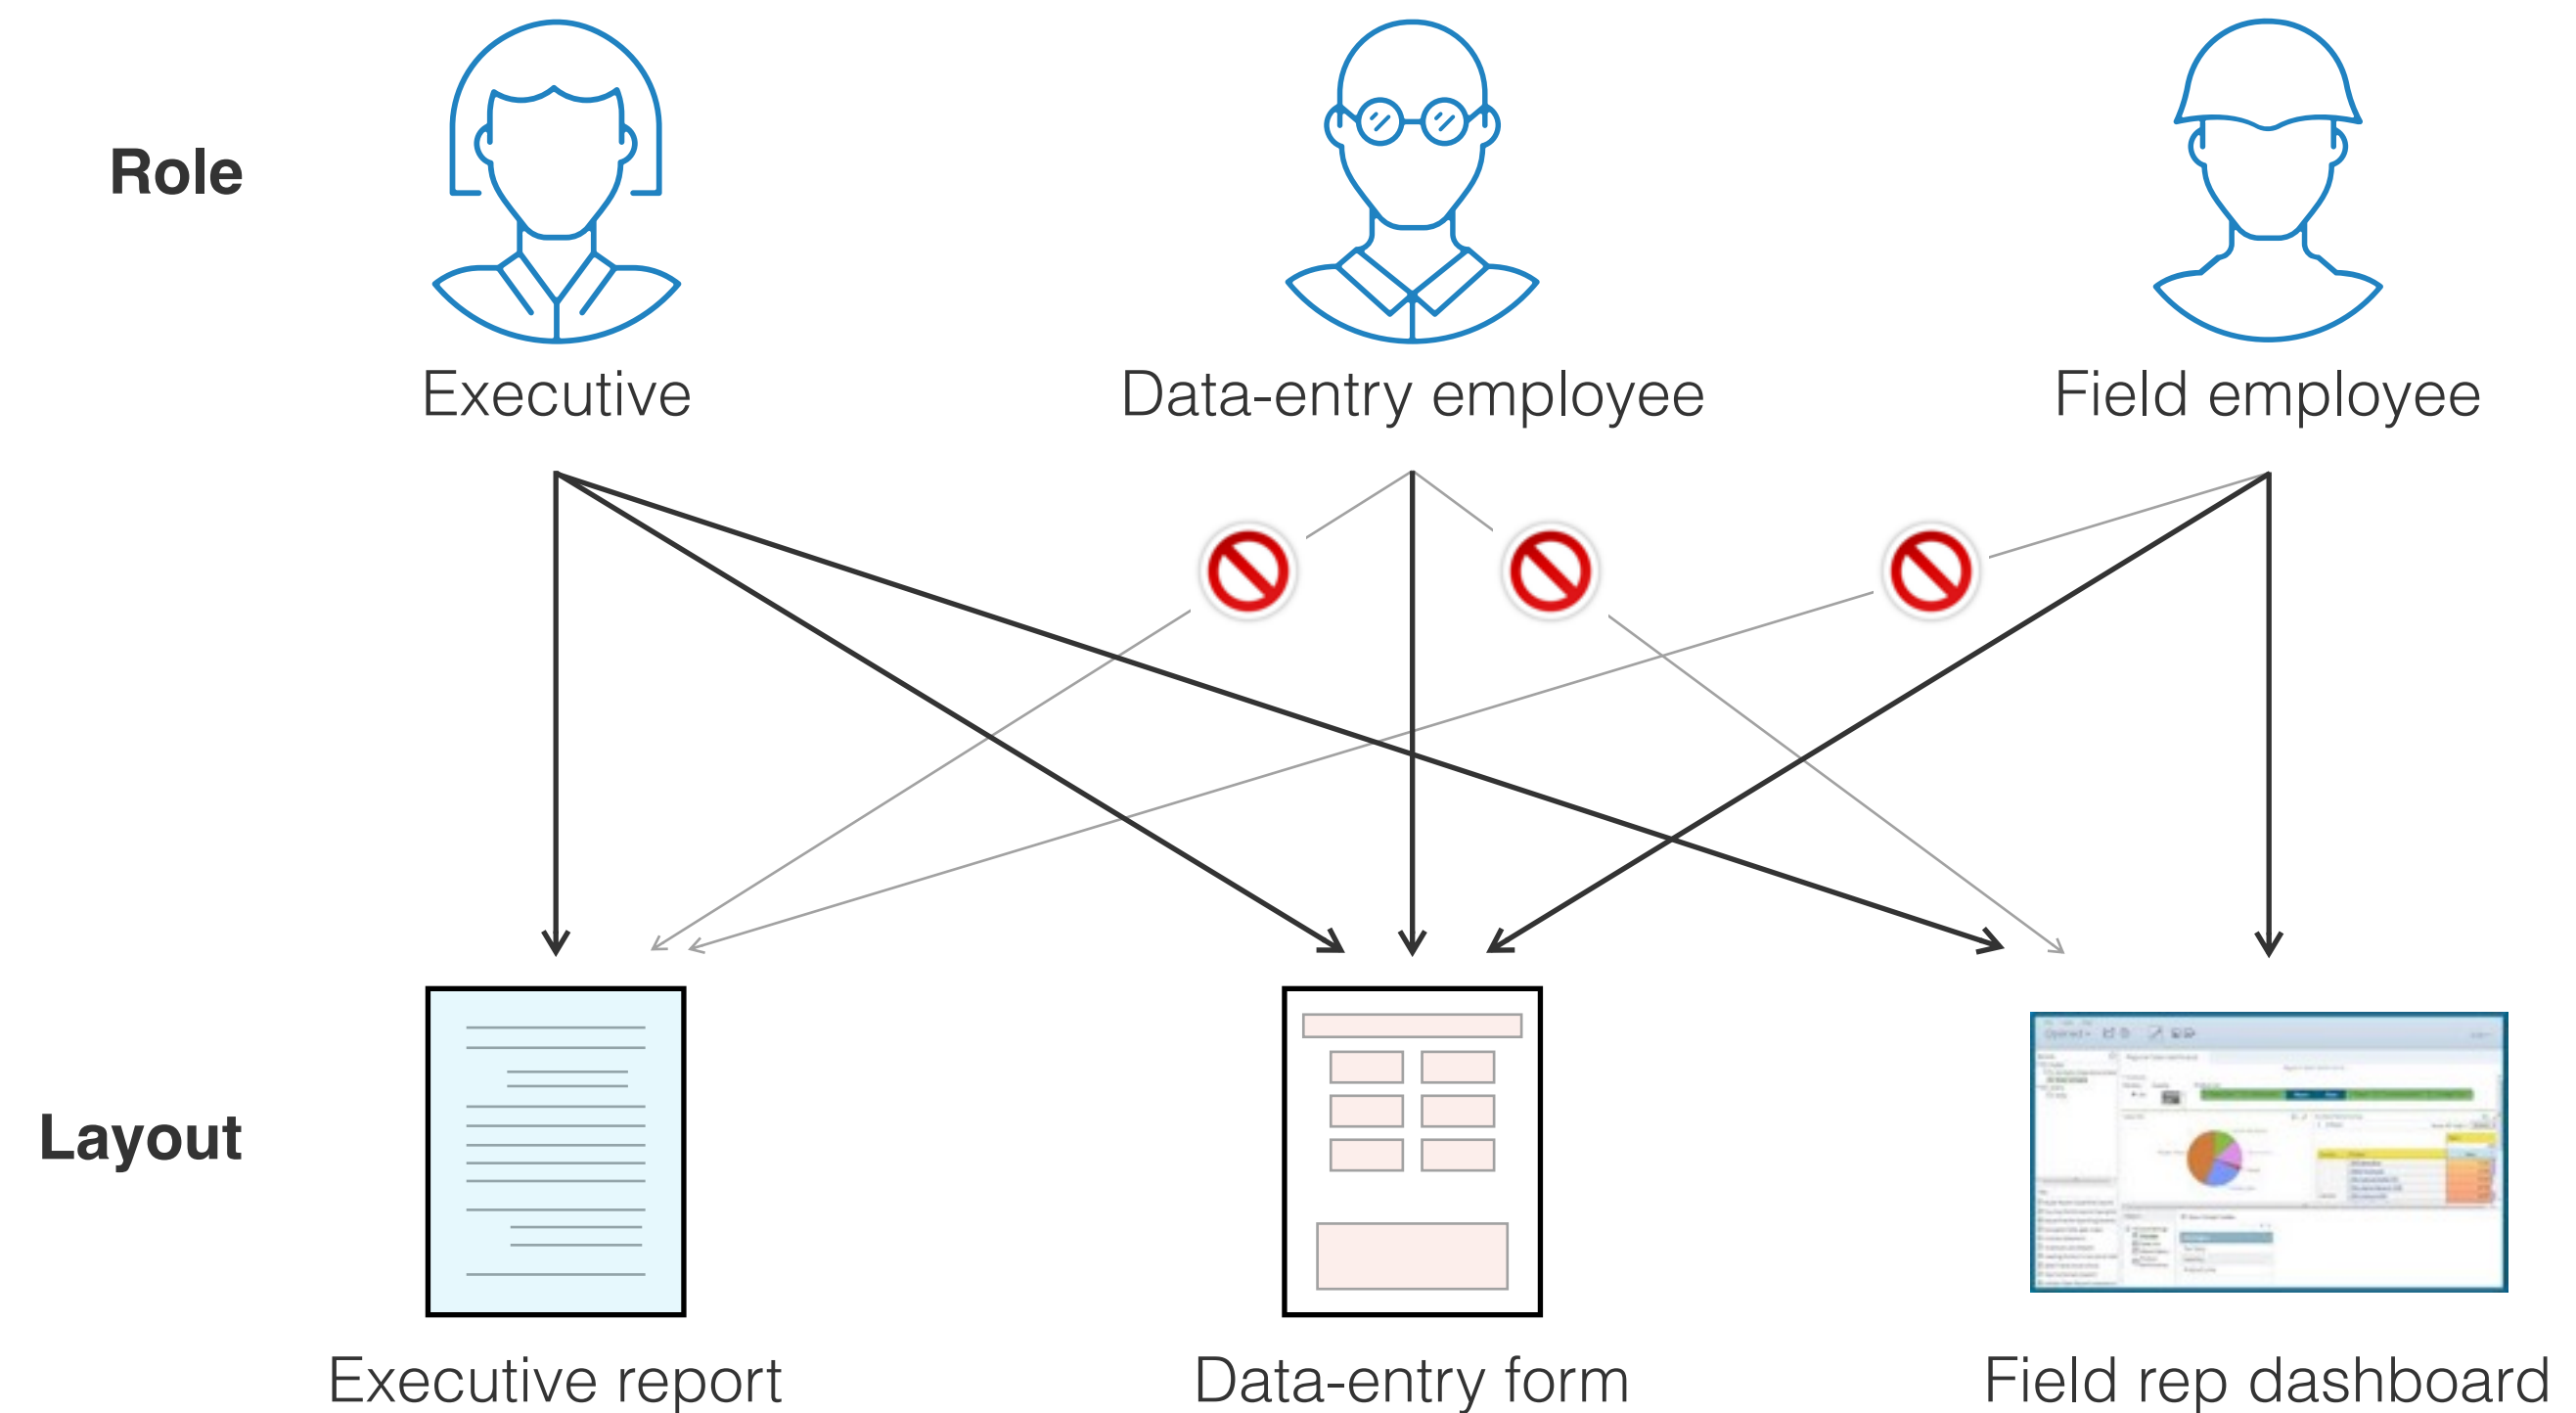 Role
Executive
Data-entry employee
Field employee
Layout
Executive report
Data-entry form
Field rep dashboard